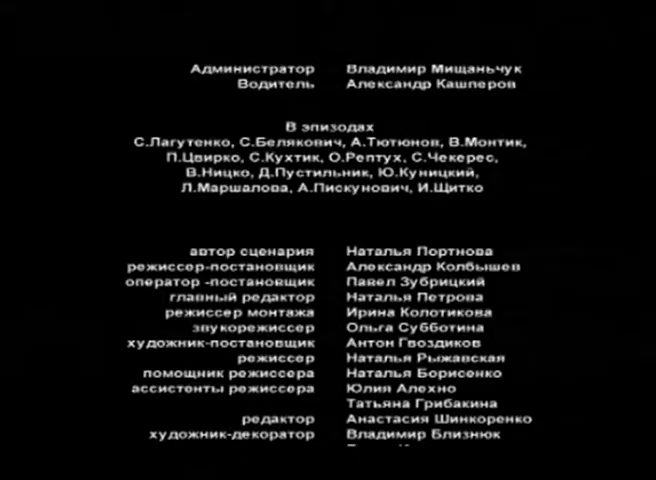 Администратор Владимир Мищаньчук
Водитель Александр Кашперов
В эпизодах
С.Лагутенко, С.Белякович, А.Тютюнов, В.Монтик,
П.Цвирко, С.Кухтик, О.Рептух, С.Чекерес,
В.Ницко, Д.Пустильник, Ю.Куницкий,
Л.Маршалова, А.Пискунович, И.Щитко
автор сценария Наталья Портнова
режиссер-постановщик Александр Колбышев
оператор -постановщик Павел Зубрицкий
главный редактор Наталья Петрова
режиссер монтажа Ирина Колотикова
звукорежиссер Ольга Субботина
художник-постановщик Антон Гвоздиков
режиссер Наталья Рыжавская
помощник режиссера Наталья Борисенко
ассистенты режиссера Юлия Алехно
Татьяна Грибакина
редактор Анастасия Шинкоренко
художник-декоратор Владимир Близнюк